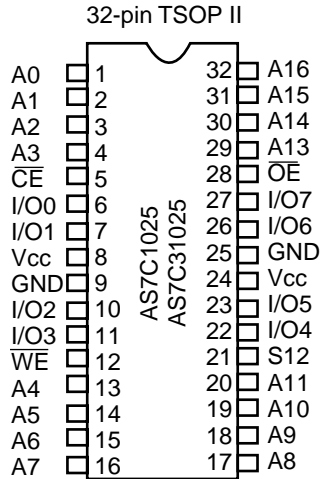 32-pin TSOP II
A0 1 32 A16
A1 2 31 A15
A2 3 30 A14
A3 4 29 A13
CE 5 28 OE
I/O0 6 27 I/O7
I/O1 7 26 I/O6
Vcc 8 25 GND
GND 9 24 Vcc
I/O2 10 23 I/O5
I/O3 11 22 I/O4
WE 12 21 S12
A4 13 20 A11
A5 14 19 A10
A6 15 18 A9
A7 16 17 A8
AS7C1025
AS7C31025